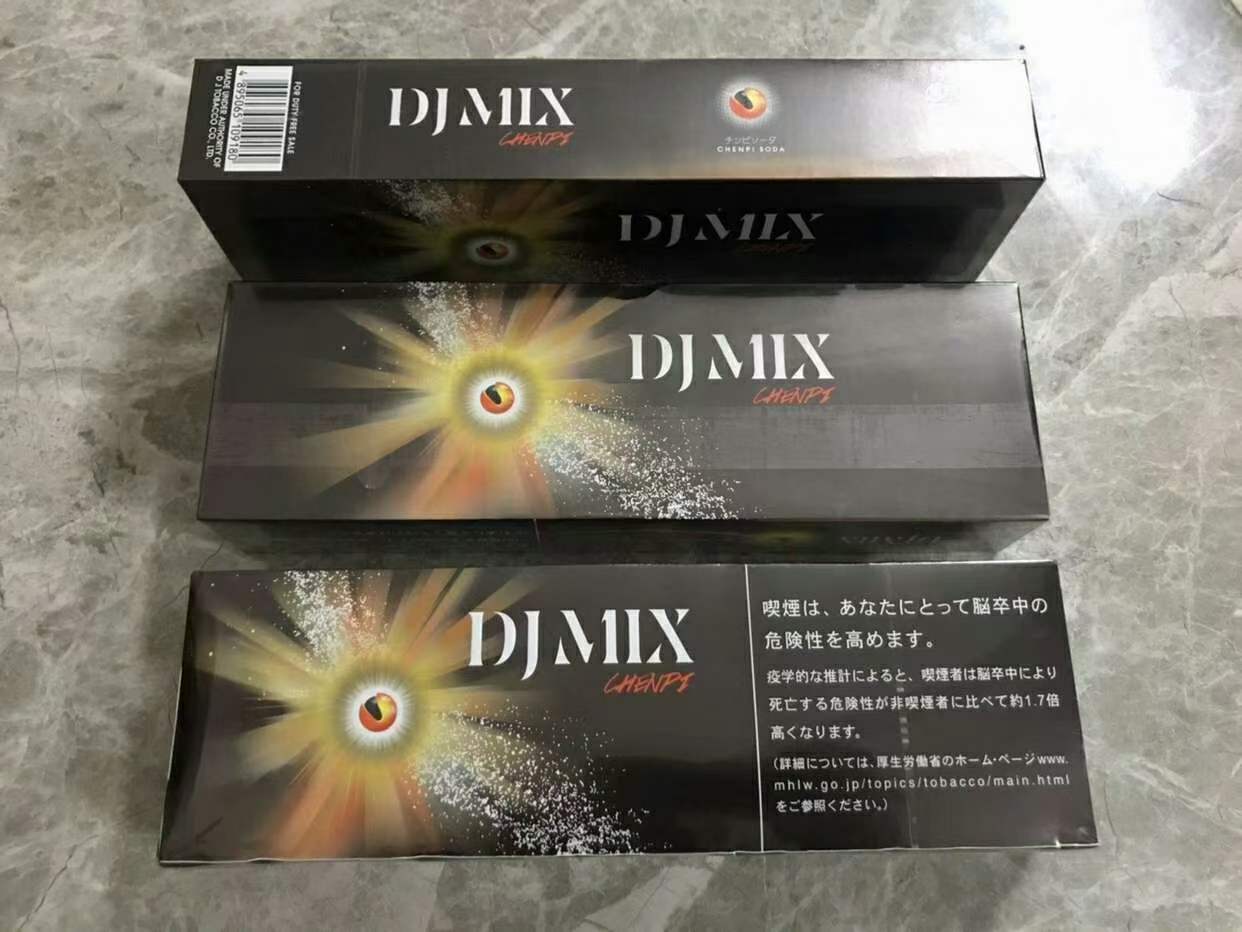 FOR DUTY-FREE SALE
4 895065 109180
MADE UNDER AUTHORITY OF
D J TOBACCO CO., LTD.
DJ MIX
CHENPI
チンピソーダ
CHENPI SODA
DJ MIX
CHENPI
DJ MIX
CHENPI
DJ MIX
CHENPI
喫煙は、あなたにとって脳卒中の
危険性を高めます。
疫学的な推計によると、喫煙者は脳卒中により
死亡する危険性が非喫煙者に比べて約1.7倍
高くなります。
(詳細については、厚生労働省のホーム・ページwww.
mhlw.go.jp/topics/tobacco/main.html
をご参照ください。)